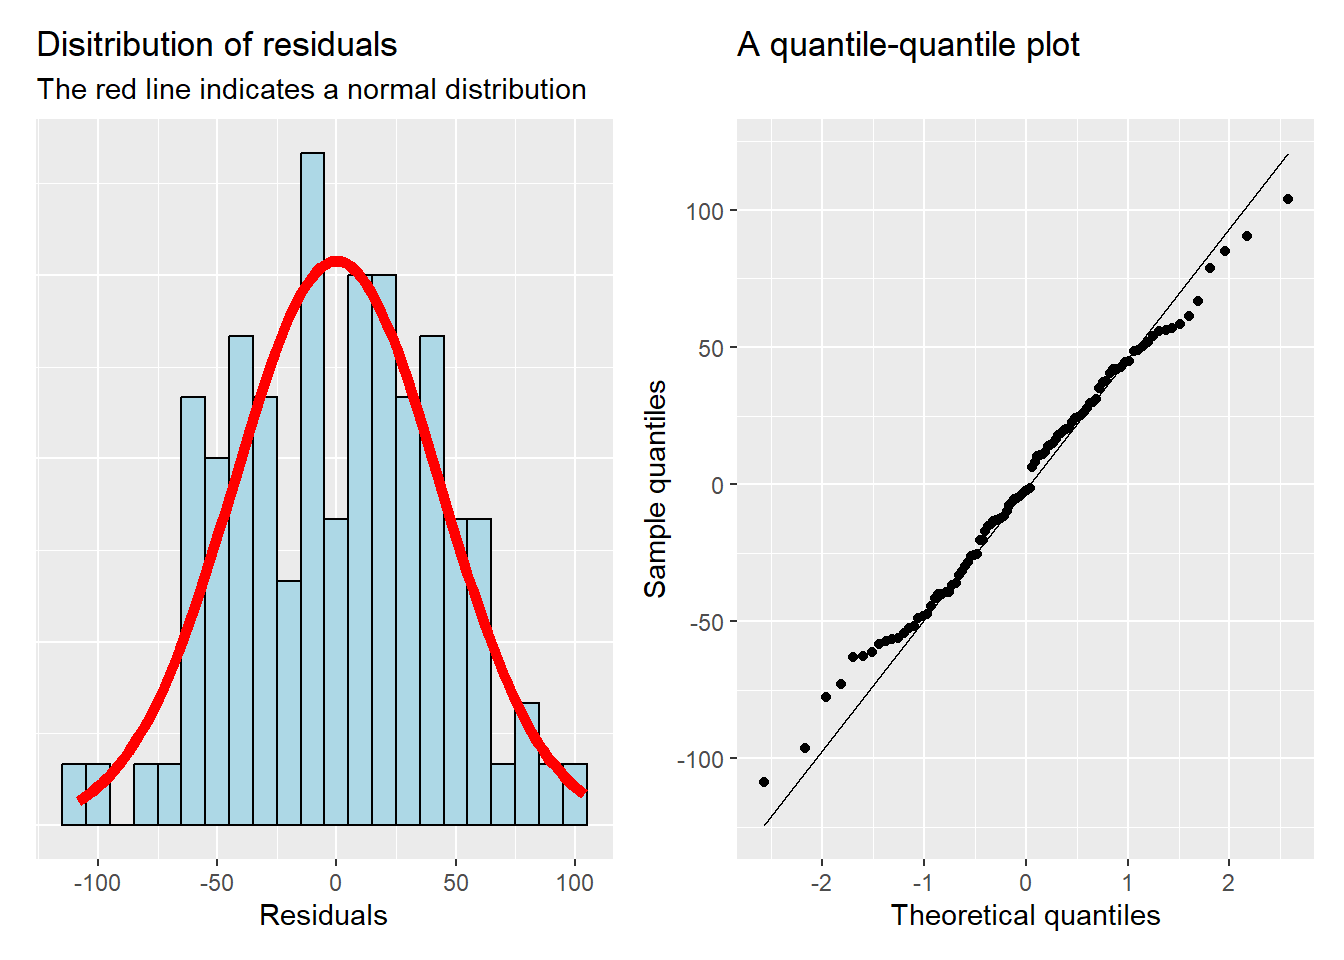 Disitribution of residuals
The red line indicates a normal distribution
-100 -50 0 50 100
Residuals
A quantile-quantile plot
Sample quantiles
100
50
0
-50
-100
-2 -1 0 1 2
Theoretical quantiles